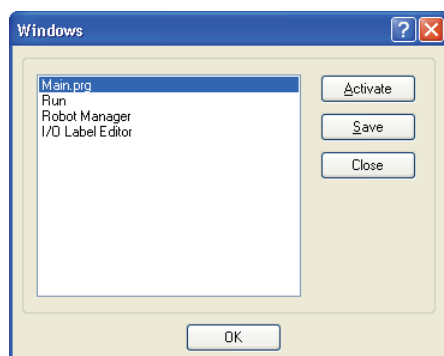 Windows
Main.prg
Run
Robot Manager
I/O Label Editor
Activate
Save
Close
OK